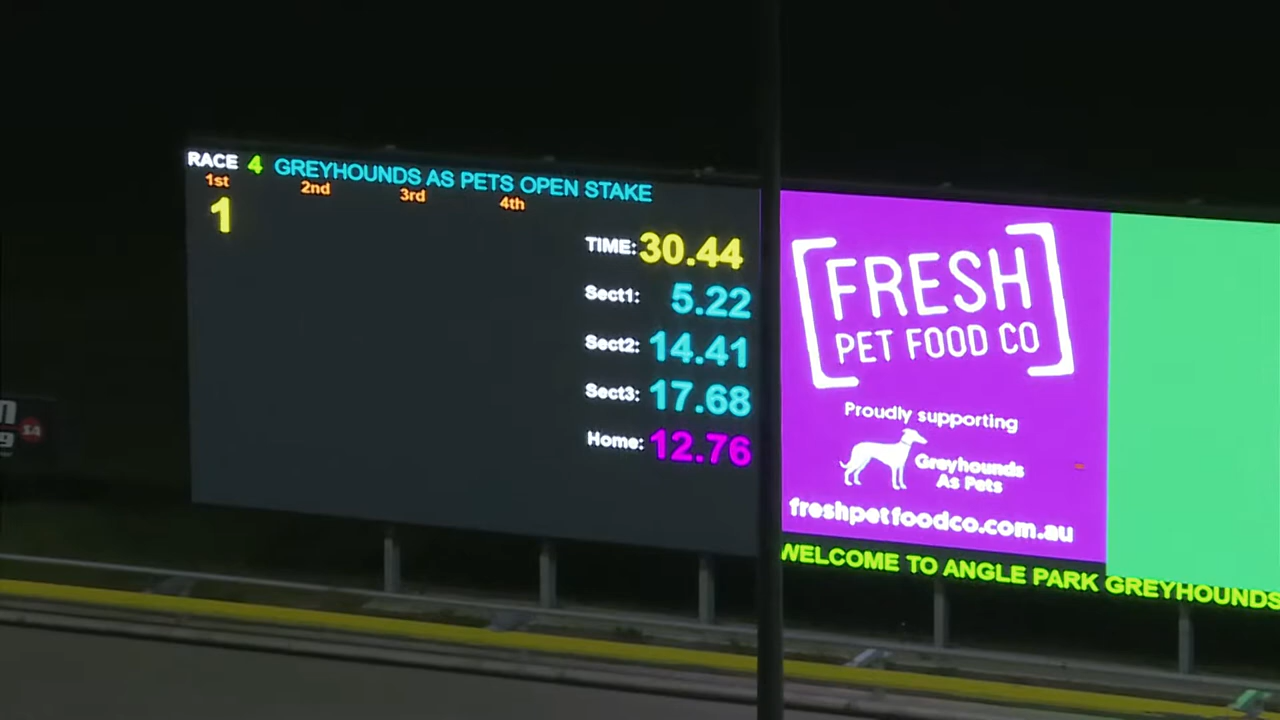 RACE 4 GREYHOUNDS AS PETS OPEN STAKE
1st 2nd 3rd 4th
1
TIME: 30.44
Sect1: 5.22
Sect2: 14.41
Sect3: 17.68
Home: 12.76
FRESH
PET FOOD CO
Proudly supporting
Greyhounds
As Pets
freshpetfoodco.com.au
WELCOME TO ANGLE PARK GREYHOUNDS